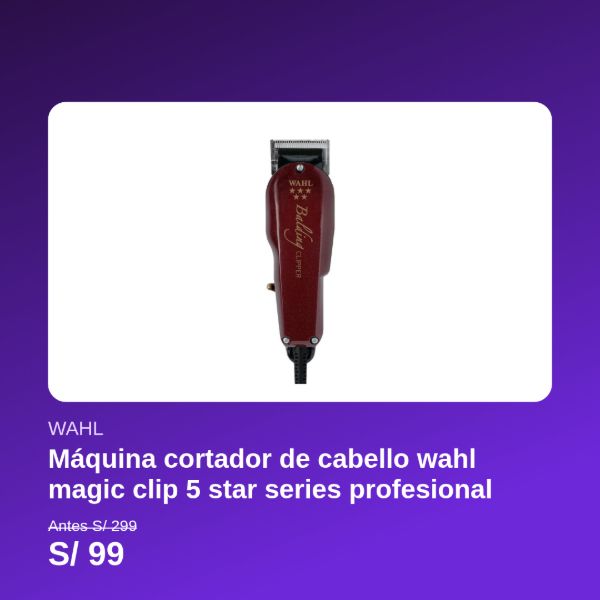 WAHL
Balding
CLIPPER
WAHL
Máquina cortador de cabello wahl
magic clip 5 star series profesional
Antes S/ 299
S/ 99